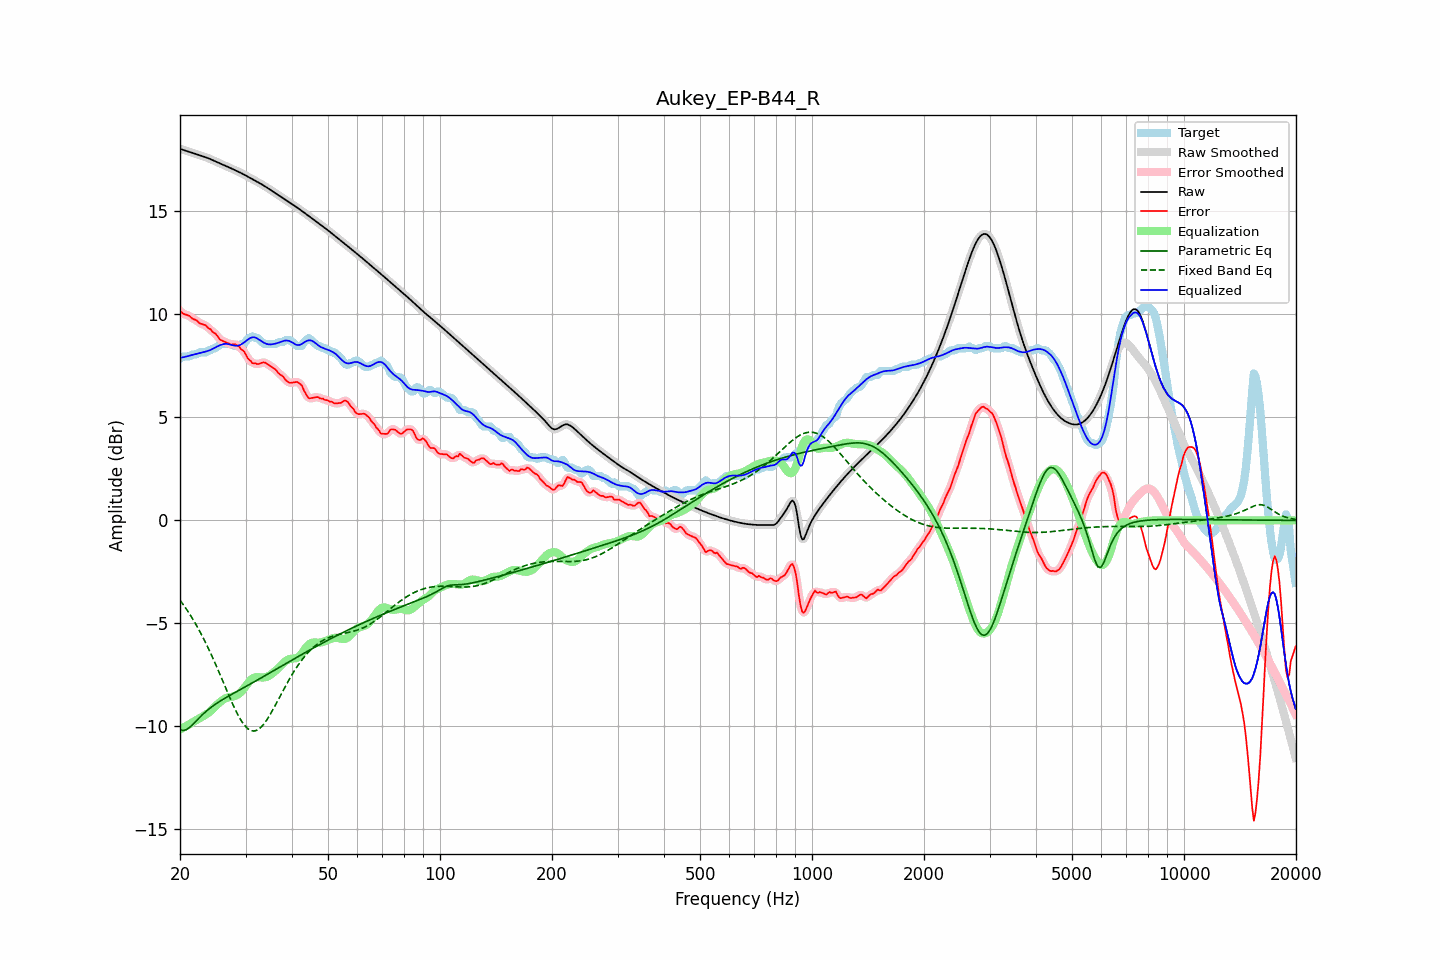 Aukey_EP-B44_R
Amplitude (dBr)
15
10
5
0
−5
−10
−15
20
50
100
200
500
1000
2000
5000
10000
20000
Frequency (Hz)
Target
Raw Smoothed
Error Smoothed
Raw
Error
Equalization
Parametric Eq
Fixed Band Eq
Equalized